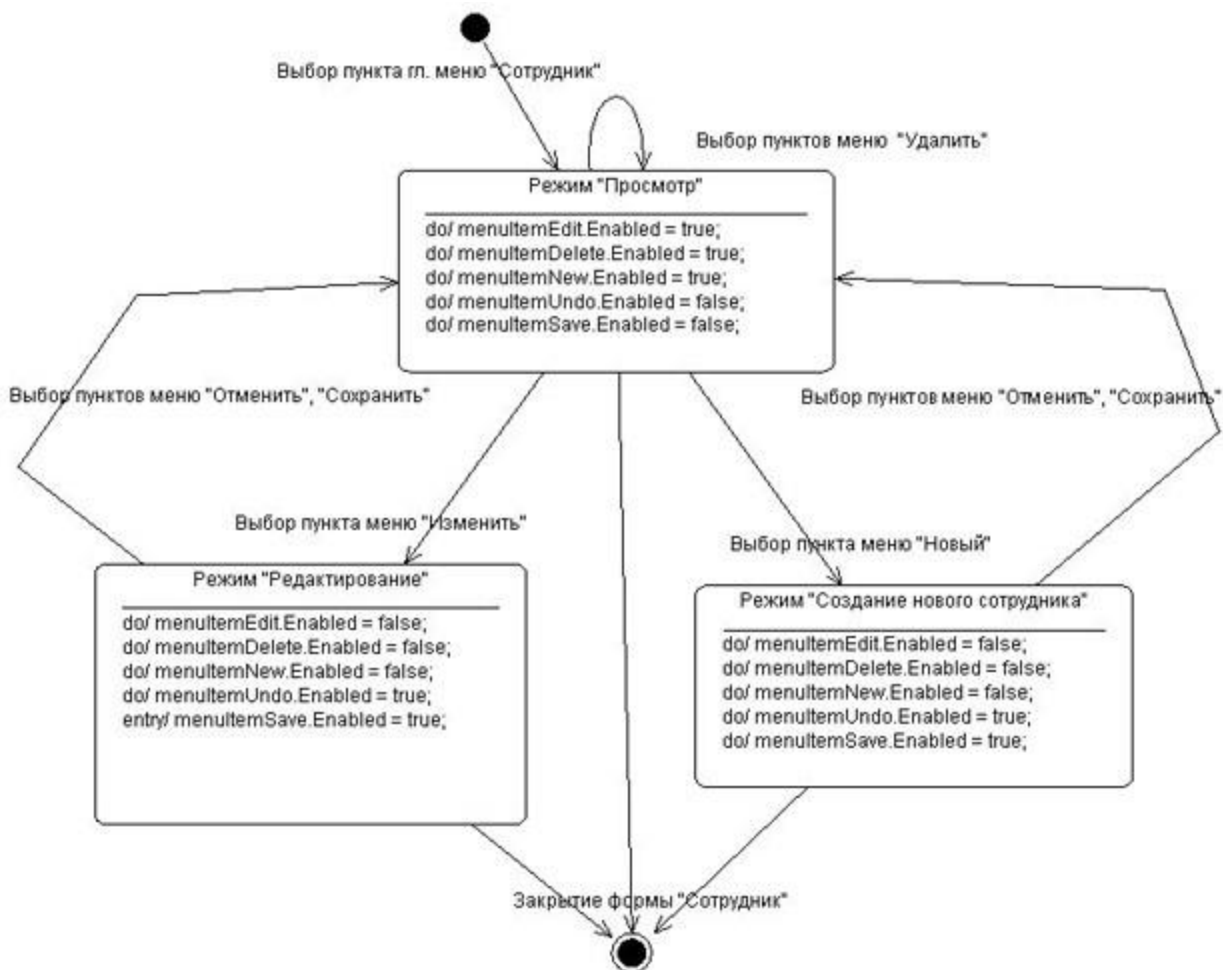 Выбор пункта гл. меню "Сотрудник"
Выбор пунктов меню "Удалить"
Режим "Просмотр"
do/ menuItemEdit.Enabled = true;
do/ menuItemDelete.Enabled = true;
do/ menuItemNew.Enabled = true;
do/ menuItemUndo.Enabled = false;
do/ menuItemSave.Enabled = false;
Выбор пунктов меню "Отменить", "Сохранить"
Выбор пунктов меню "Отменить", "Сохранить"
Выбор пункта меню "Изменить"
Выбор пункта меню "Новый"
Режим "Редактирование"
do/ menuItemEdit.Enabled = false;
do/ menuItemDelete.Enabled = false;
do/ menuItemNew.Enabled = false;
do/ menuItemUndo.Enabled = true;
entry/ menuItemSave.Enabled = true;
Режим "Создание нового сотрудника"
do/ menuItemEdit.Enabled = false;
do/ menuItemDelete.Enabled = false;
do/ menuItemNew.Enabled = false;
do/ menuItemUndo.Enabled = true;
do/ menuItemSave.Enabled = true;
Закрытие формы "Сотрудник"